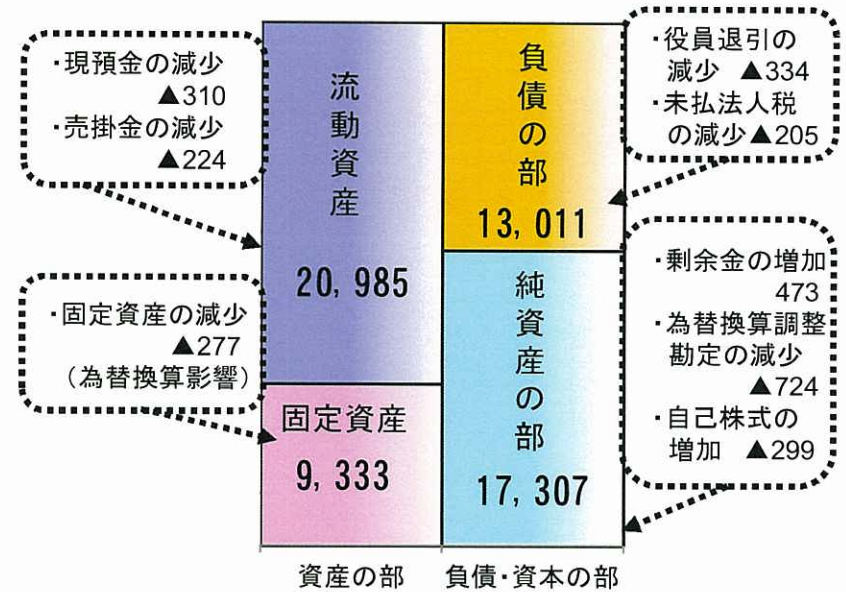 ・現預金の減少
▲310
・売掛金の減少
▲224
・固定資産の減少
▲277
（為替換算影響）
流動資産
20,985
固定資産
9,333
負債の部
13,011
純資産の部
17,307
・役員退引の
減少 ▲334
・未払法人税
の減少▲205
・剰余金の増加
473
・為替換算調整
勘定の減少
▲724
・自己株式の
増加 ▲299
資産の部
負債・資本の部